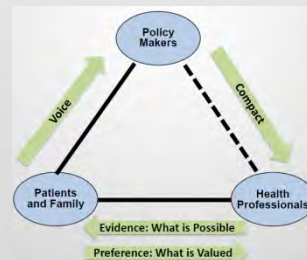 Policy
Makers
Voice
Compact
Patients
and Family
Health
Professionals
Evidence: What is Possible
Preference: What is Valued